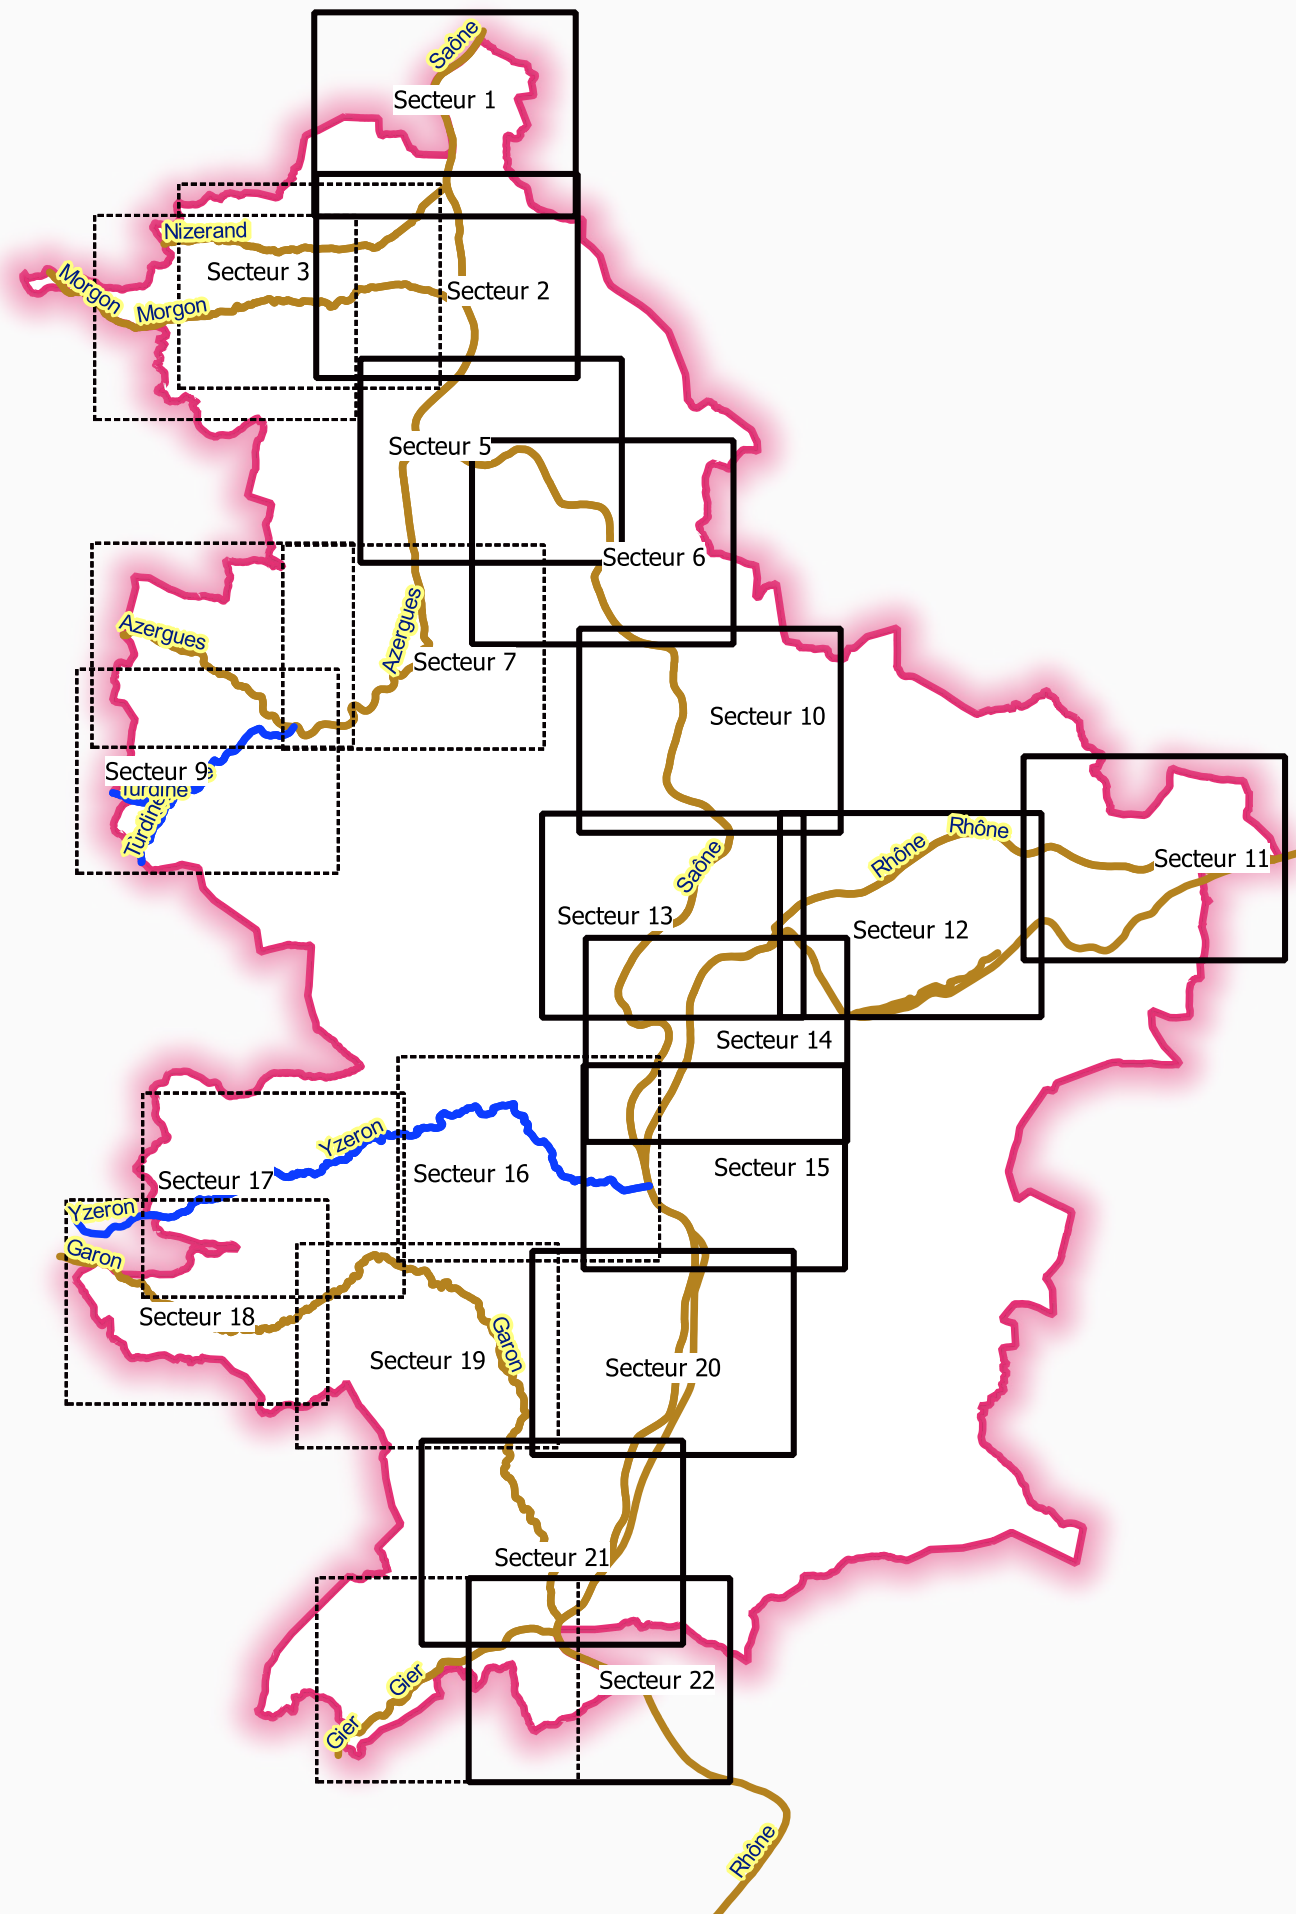 Saône
Secteur 1
Nizerand
Secteur 3
Morgon
Morgon
Secteur 2
Secteur 5
Secteur 6
Azergues
Azergues
Secteur 7
Secteur 10
Secteur 9
Turdine
Turdine
Rhône
Rhône
Secteur 11
Saône
Secteur 13
Secteur 12
Secteur 14
Yzeron
Secteur 17
Secteur 16
Secteur 15
Yzeron
Garon
Secteur 18
Garon
Secteur 19
Secteur 20
Secteur 21
Gier
Secteur 22
Gier
Rhône